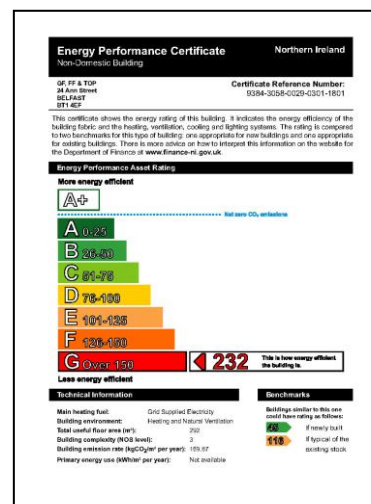 Energy Performance Certificate
Northern Ireland
Non-Domestic Building
GF, FF & TOP
24 Ann Street
BELFAST
BT1 4EF
Certificate Reference Number:
9384-3058-0029-0301-1801
This certificate shows the energy rating of this building. It indicates the energy efficiency of the
building fabric and the heating, ventilation, cooling and lighting systems. The rating is compared
to two benchmarks for this type of building: one appropriate for new buildings and one appropriate
for existing buildings. There is more advice on how to interpret this information on the website for
the Department of Finance at www.finance-ni.gov.uk.
Energy Performance Asset Rating
More energy efficient
A+
Net zero CO₂ emissions
A 0-25
B 26-50
C 51-75
D 76-100
E 101-125
F 126-150
G Over 150
232
This is how energy efficient
the building is.
Less energy efficient
Technical Information
Main heating fuel: Grid Supplied Electricity
Building environment: Heating and Natural Ventilation
Total useful floor area (m²): 292
Building complexity (NOS level): 3
Building emission rate (kgCO₂/m² per year):
Primary energy use (kWh/m² per year): Not available
Benchmarks
Buildings similar to this one
could have rating as follows:
If newly built
If typical of the
existing stock